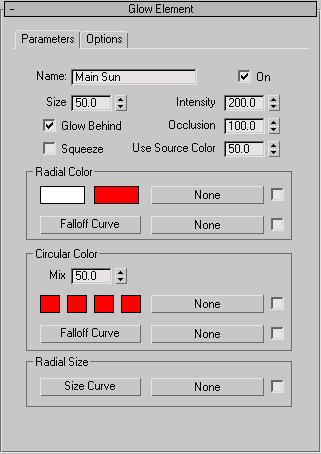 - Glow Element
Parameters Options
Name: Main Sun On
Size 50.0 Intensity 200.0
Glow Behind Occlusion 100.0
Squeeze Use Source Color 50.0
Radial Color
None
Falloff Curve None
Circular Color
Mix 50.0
None
Falloff Curve None
Radial Size
Size Curve None